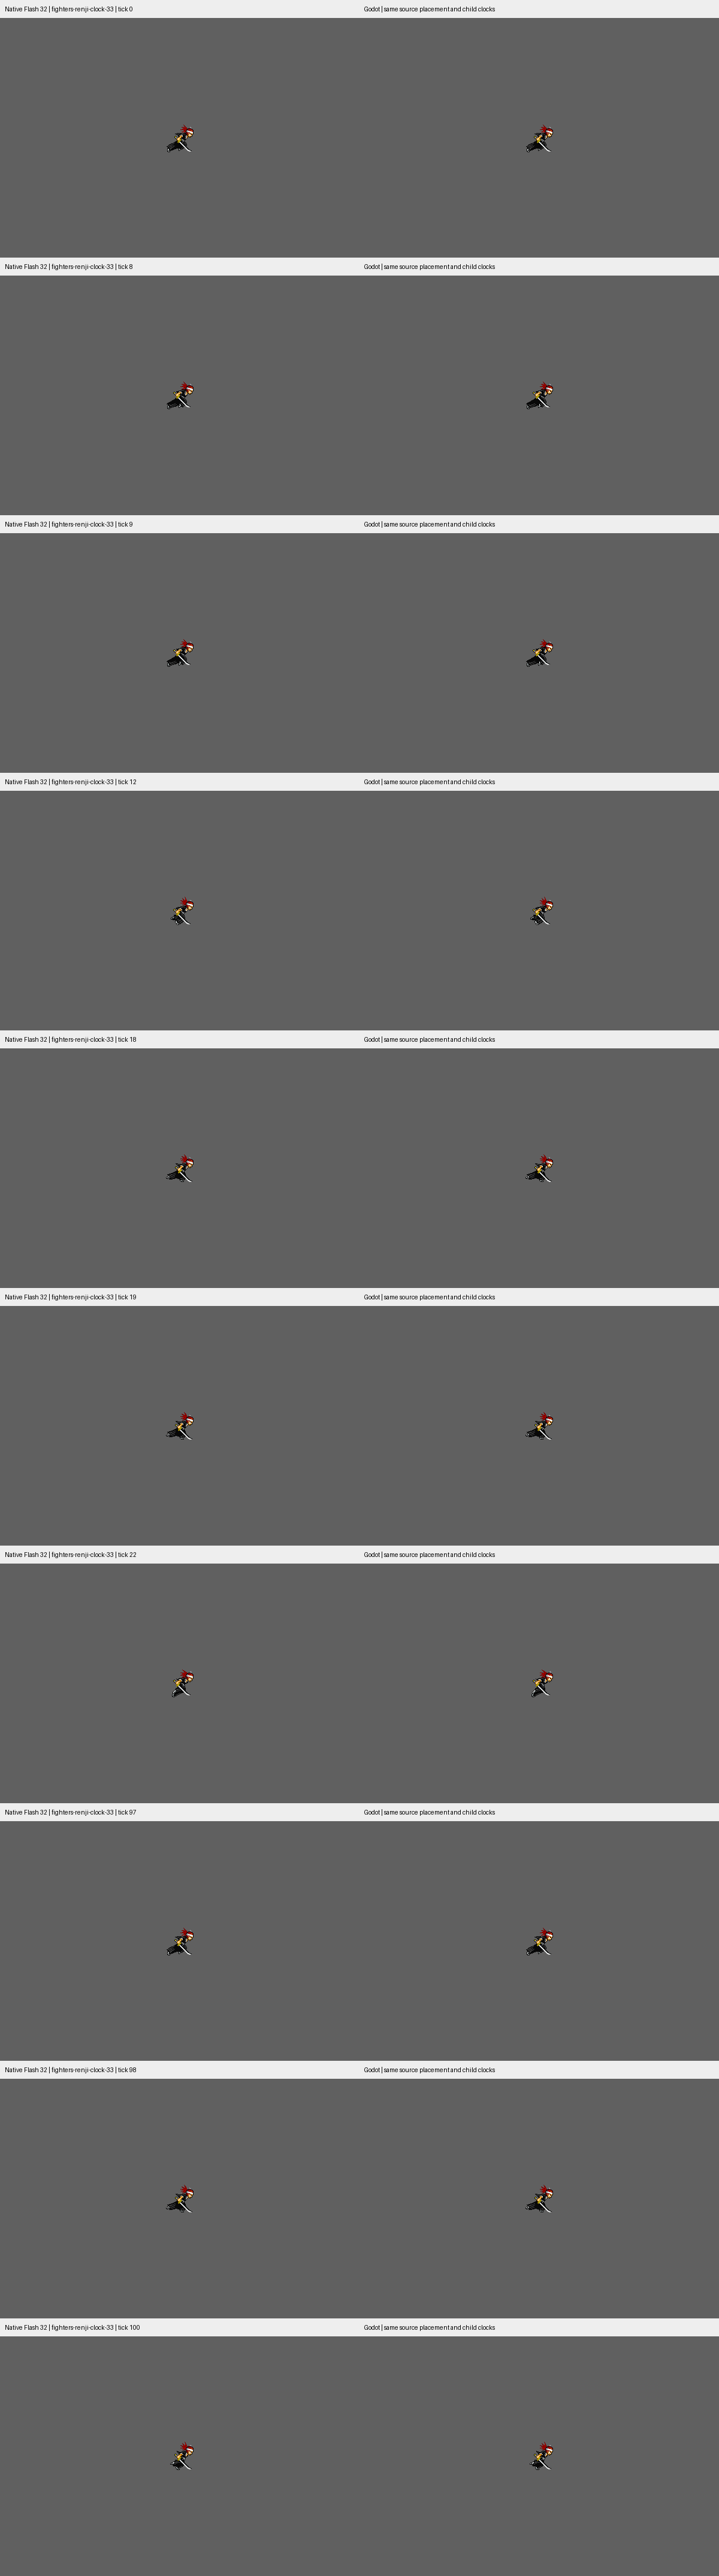 Native Flash 32 | fighters-renji-clock-33 | tick 0
Godot | same source placement and child clocks
Native Flash 32 | fighters-renji-clock-33 | tick 8
Godot | same source placement and child clocks
Native Flash 32 | fighters-renji-clock-33 | tick 9
Godot | same source placement and child clocks
Native Flash 32 | fighters-renji-clock-33 | tick 12
Godot | same source placement and child clocks
Native Flash 32 | fighters-renji-clock-33 | tick 18
Godot | same source placement and child clocks
Native Flash 32 | fighters-renji-clock-33 | tick 19
Godot | same source placement and child clocks
Native Flash 32 | fighters-renji-clock-33 | tick 22
Godot | same source placement and child clocks
Native Flash 32 | fighters-renji-clock-33 | tick 97
Godot | same source placement and child clocks
Native Flash 32 | fighters-renji-clock-33 | tick 98
Godot | same source placement and child clocks
Native Flash 32 | fighters-renji-clock-33 | tick 100
Godot | same source placement and child clocks